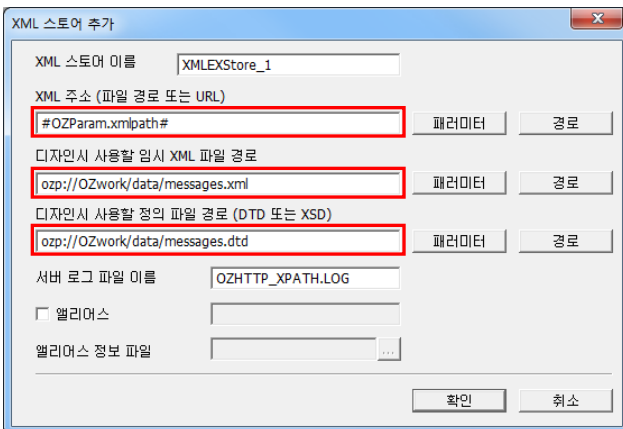 XML 스토어 추가
XML 스토어 이름 XMLEXStore_1
XML 주소 (파일 경로 또는 URL)
#OZParam.xmlpath# 패러미터 경로
디자인시 사용할 임시 XML 파일 경로
ozp://OZwork/data/messages.xml 패러미터 경로
디자인시 사용할 정의 파일 경로 (DTD 또는 XSD)
ozp://OZwork/data/messages.dtd 패러미터 경로
서버 로그 파일 이름 OZHTTP_XPATH.LOG
앨리어스
앨리어스 정보 파일 ...
확인 취소